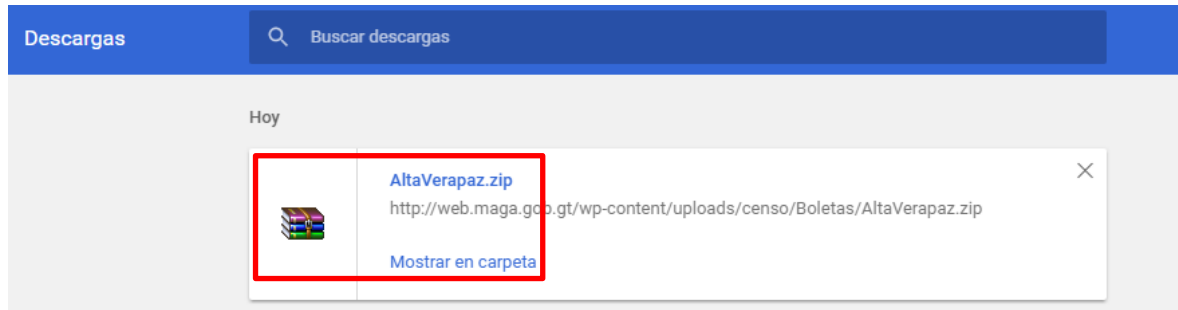 Descargas
Buscar descargas
Hoy
AltaVerapaz.zip
http://web.maga.gob.gt/wp-content/uploads/censo/Boletas/AltaVerapaz.zip
Mostrar en carpeta